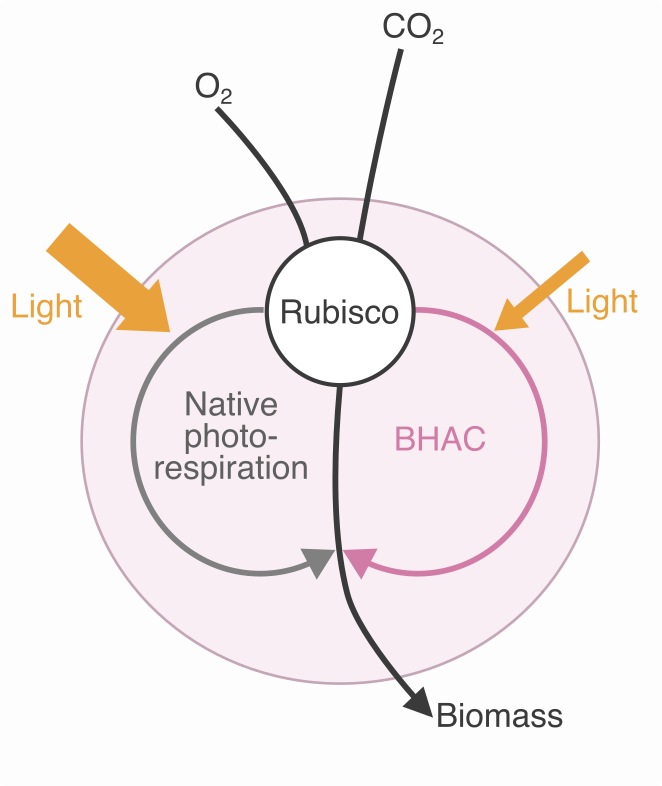 CO₂
O₂
Light
Light
Rubisco
Native
photo-
respiration
BHAC
Biomass